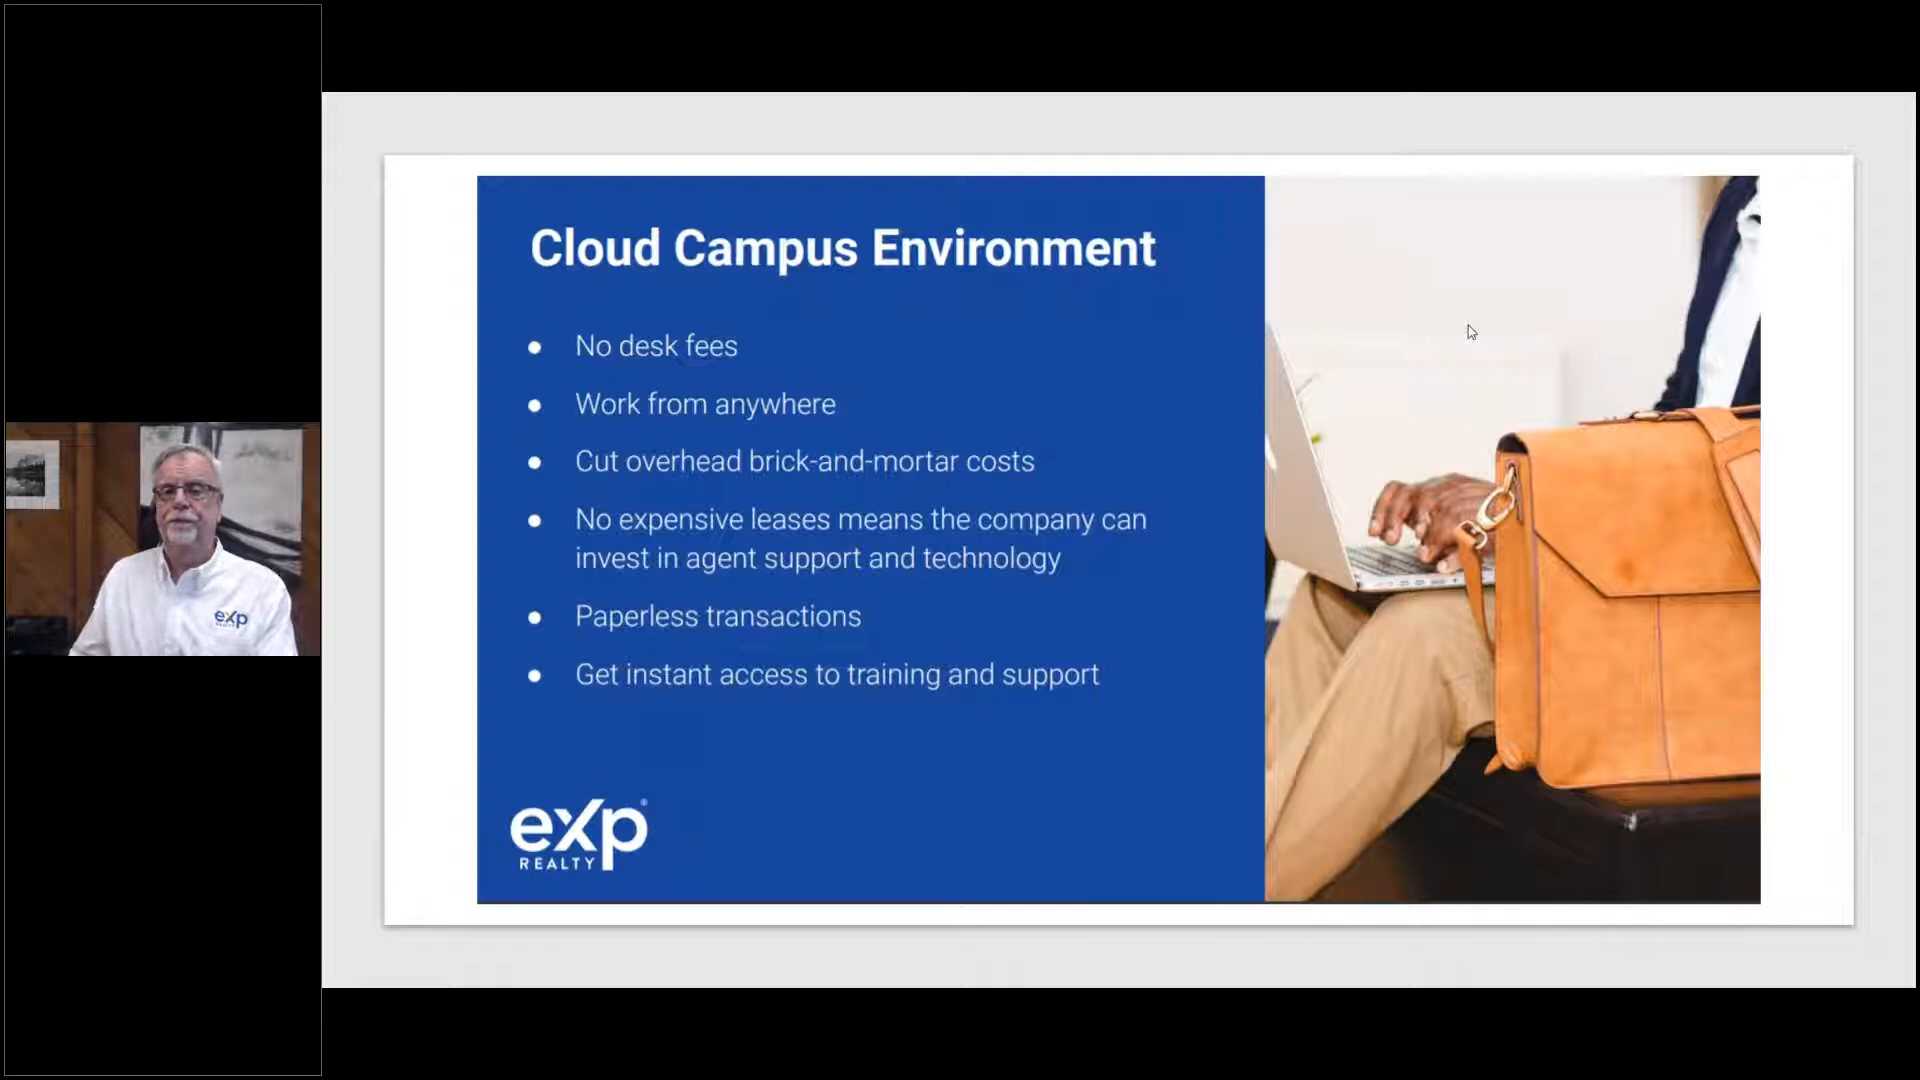 Cloud Campus Environment
No desk fees
Work from anywhere
Cut overhead brick-and-mortar costs
No expensive leases means the company can
invest in agent support and technology
Paperless transactions
Get instant access to training and support
eXp®
REALTY
eXp
REALTY